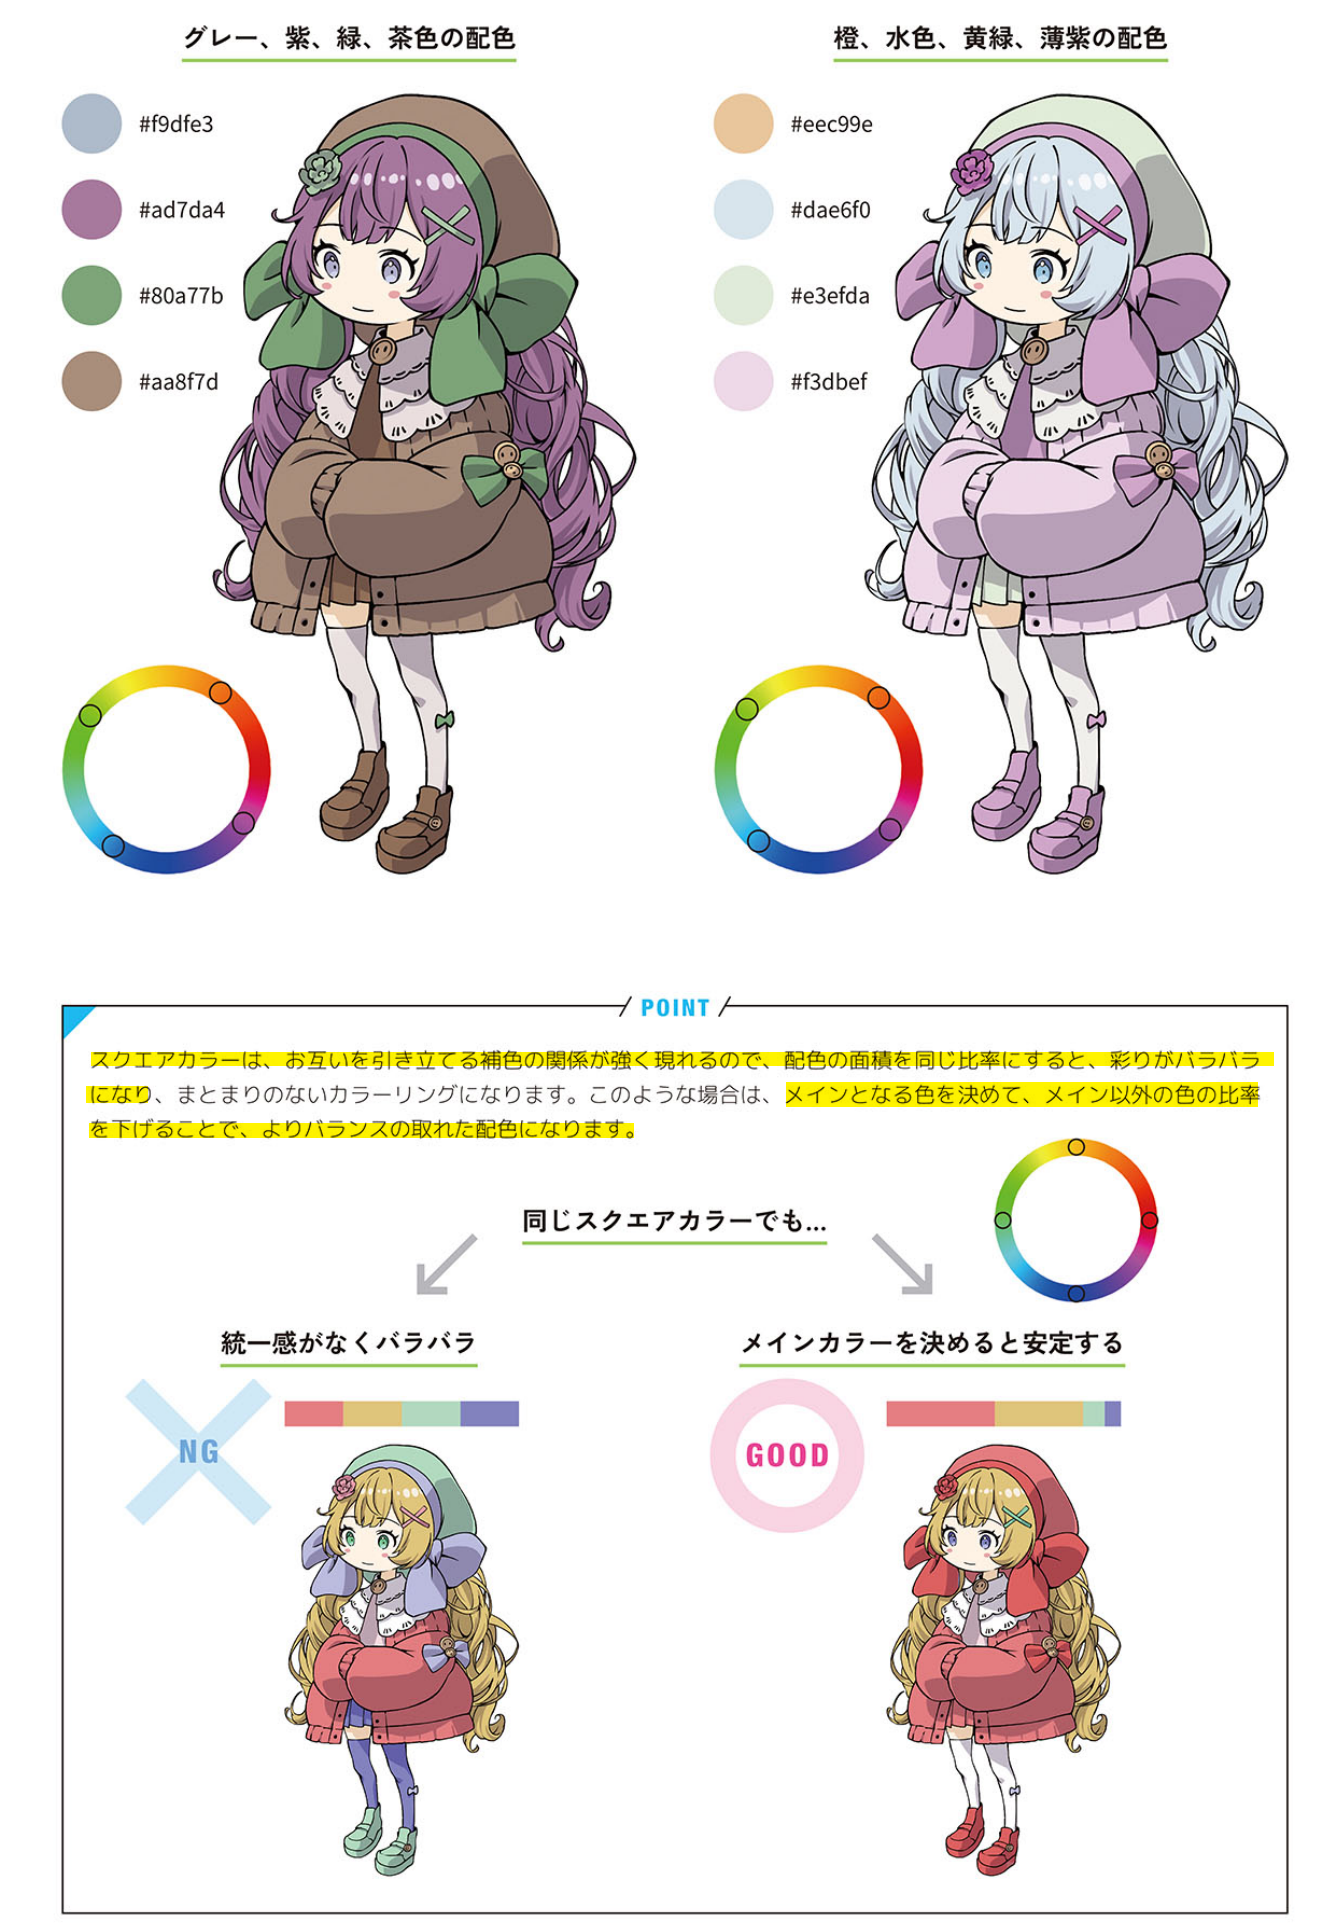 グレー、紫、緑、茶色の配色
#f9dfe3
#ad7da4
#80a77b
#aa8f7d
橙、水色、黄緑、薄紫の配色
#eec99e
#dae6f0
#e3efda
#f3dbef
POINT
スクエアカラーは、お互いを引き立てる補色の関係が強く現れるので、配色の面積を同じ比率にすると、彩りがバラバラ
になり、まとまりのないカラーリングになります。このような場合は、メインとなる色を決めて、メイン以外の色の比率
を下げることで、よりバランスの取れた配色になります。
同じスクエアカラーでも...
統一感がなくバラバラ
NG
メインカラーを決めると安定する
GOOD